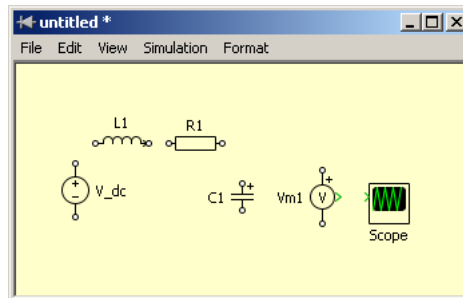 untitled *
File Edit View Simulation Format
L1 R1
V_dc C1 Vm1 V
Scope